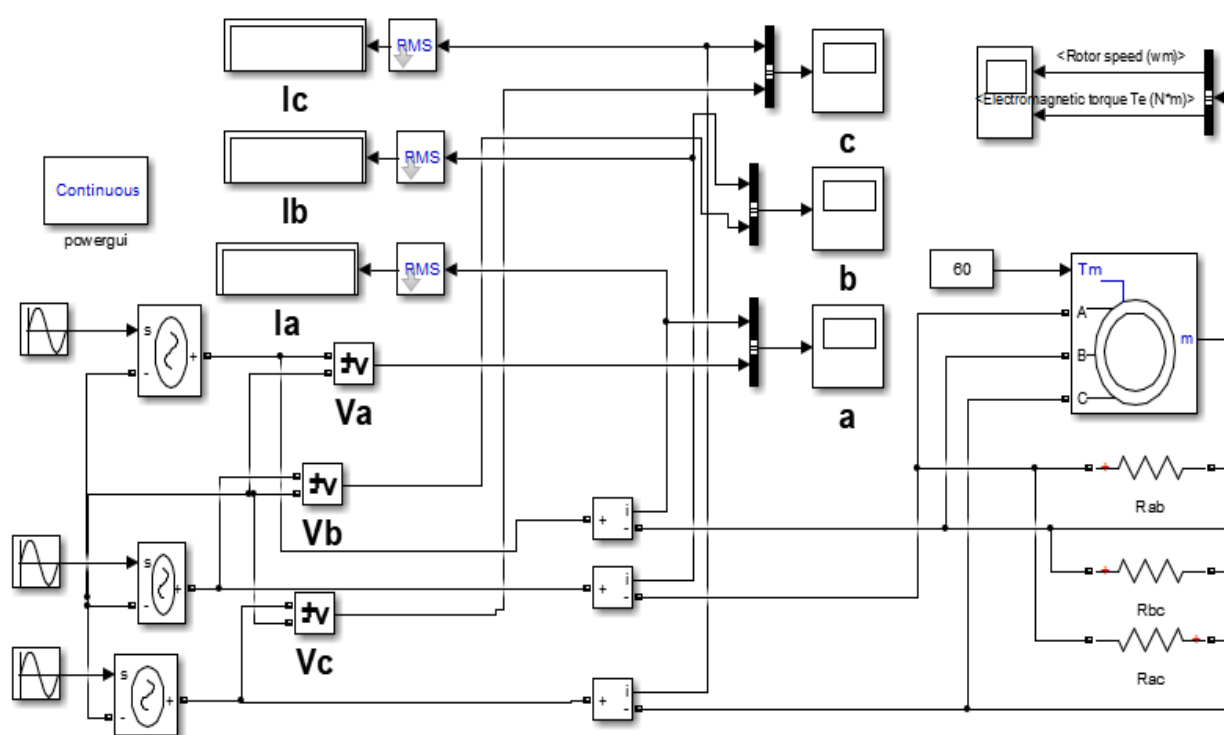 RMS
Ic
c
<Rotor speed (wm)>
<Electromagnetic torque Te (N*m)>
RMS
Ib
b
Continuous
powergui
RMS
Ia
a
60
Tm
A
B
C
m
s
+
-
V
Va
s
+
-
V
Vb
s
+
-
V
Vc
+
i
-
+
i
-
+
i
-
+
Rab
+
Rbc
+
Rac